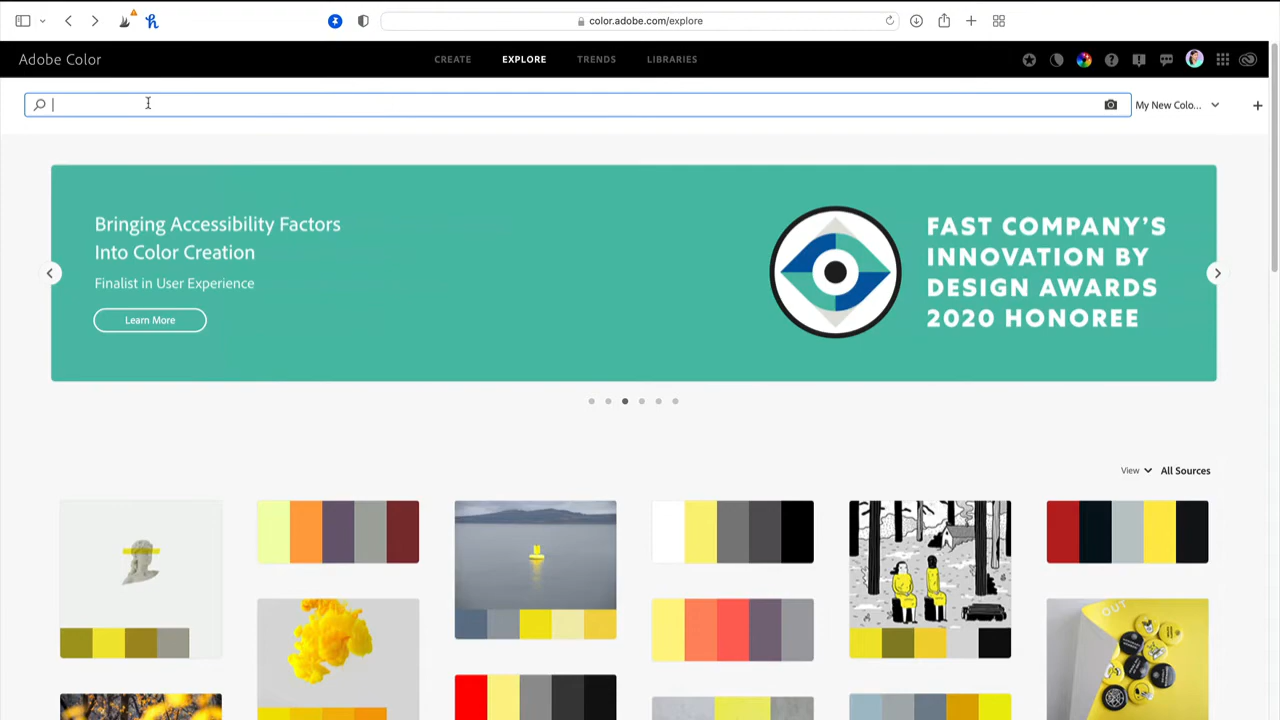 color.adobe.com/explore
Adobe Color
CREATE
EXPLORE
TRENDS
LIBRARIES
My New Colo...
Bringing Accessibility Factors
Into Color Creation
Finalist in User Experience
Learn More
FAST COMPANY'S
INNOVATION BY
DESIGN AWARDS
2020 HONOREE
View
All Sources
OUT